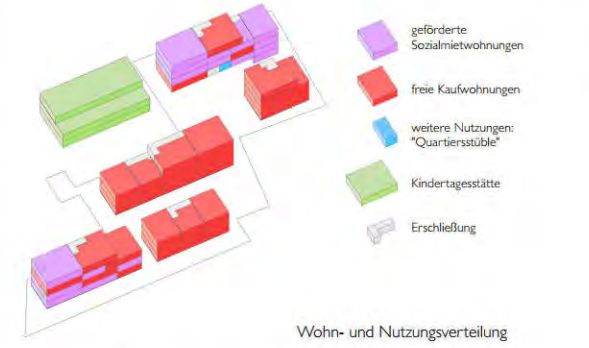 geförderte
Sozialmietwohnungen
freie Kaufwohnungen
weitere Nutzungen:
"Quartiersstüble"
Kindertagesstätte
Erschließung
Wohn- und Nutzungsverteilung